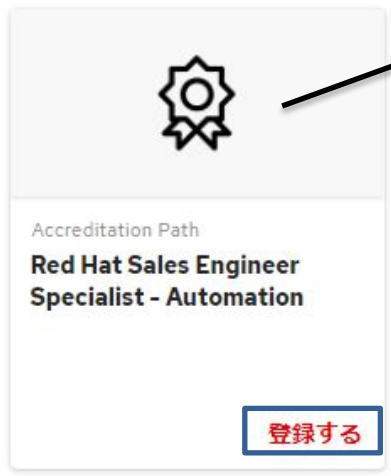 Accreditation Path
Red Hat Sales Engineer
Specialist – Automation
登録する